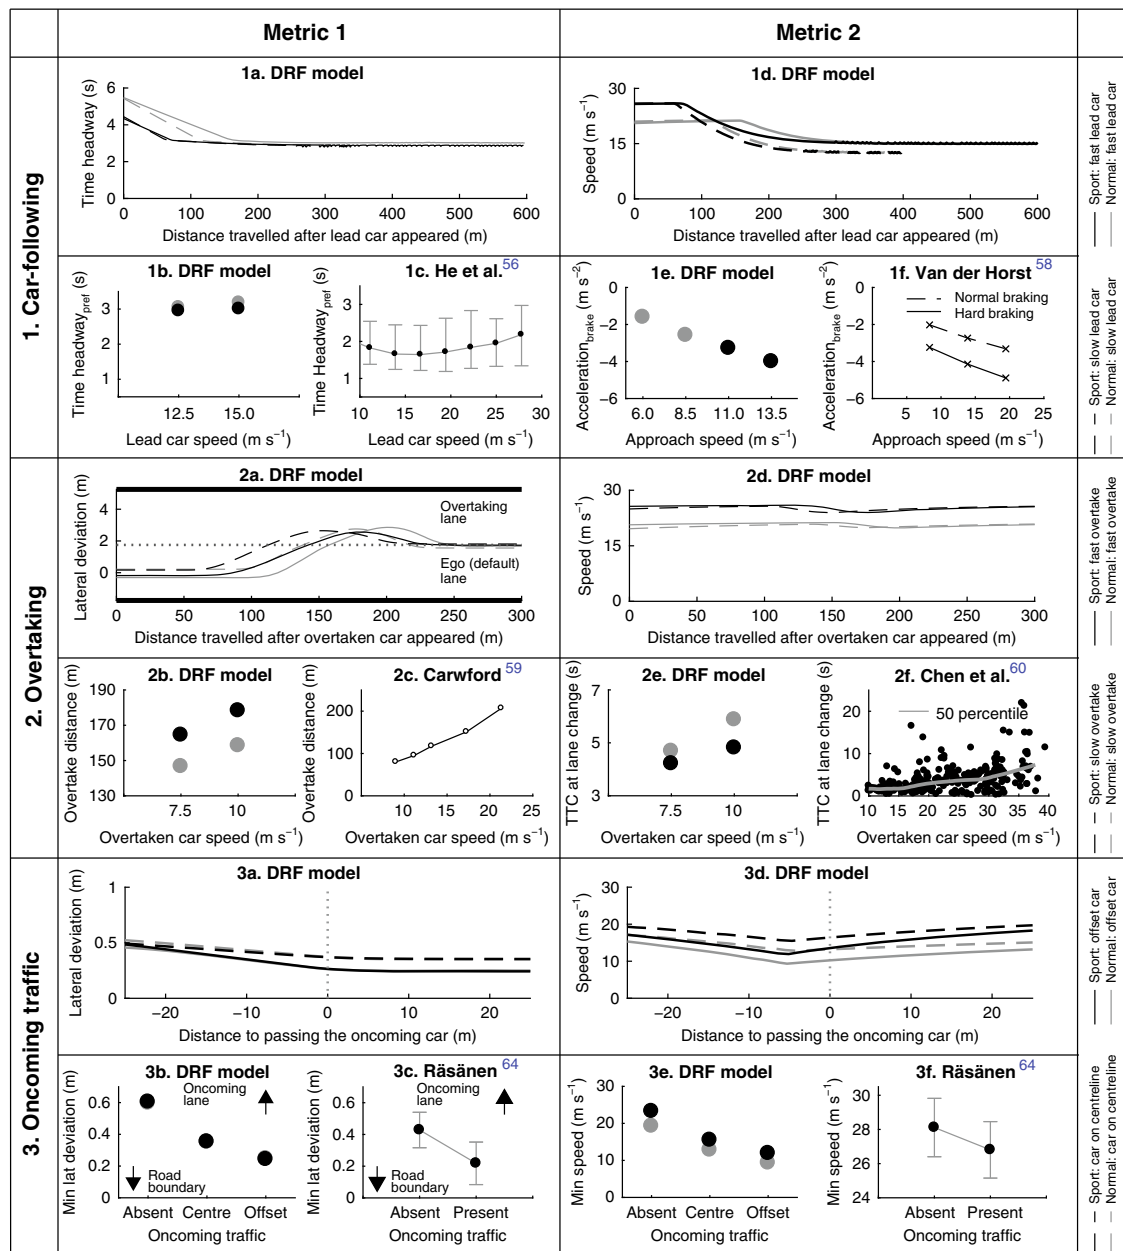 Metric 1
Metric 2
1. Car-following
1a. DRF model
Time headway (s)
6
4
2
0
0 100 200 300 400 500 600
Distance travelled after lead car appeared (m)
1d. DRF model
Speed (m s⁻¹)
30
15
0
0 100 200 300 400 500 600
Distance travelled after lead car appeared (m)
Sport: fast lead car
Normal: fast lead car
1b. DRF model
Time headway_pref (s)
3
2
1
12.5 15.0
Lead car speed (m s⁻¹)
1c. He et al.56
Time Headway_pref (s)
3
2
1
10 15 20 25 30
Lead car speed (m s⁻¹)
1e. DRF model
Acceleration_brake (m s⁻²)
0
−2
−4
−6
6.0 8.5 11.0 13.5
Approach speed (m s⁻¹)
1f. Van der Horst 58
Acceleration_brake (m s⁻²)
0
−2
−4
−6
Normal braking
Hard braking
5 15 25
Approach speed (m s⁻¹)
Sport: slow lead car
Normal: slow lead car
2. Overtaking
2a. DRF model
Lateral deviation (m)
4
2
0
Overtaking
lane
Ego (default)
lane
0 50 100 150 200 250 300
Distance travelled after overtaken car appeared (m)
2d. DRF model
Speed (m s⁻¹)
30
15
0
0 50 100 150 200 250 300
Distance travelled after overtaken car appeared (m)
Sport: fast overtake
Normal: fast overtake
2b. DRF model
Overtake distance (m)
190
170
150
130
7.5 10
Overtaken car speed (m s⁻¹)
2c. Carwford 59
Overtake distance (m)
200
100
0
8 16 24
Overtaken car speed (m s⁻¹)
2e. DRF model
TTC at lane change (s)
7
5
3
7.5 10
Overtaken car speed (m s⁻¹)
2f. Chen et al.60
TTC at lane change (s)
20
10
0
50 percentile
10 15 20 25 30 35 40
Overtaken car speed (m s⁻¹)
Sport: slow overtake
Normal: slow overtake
3. Oncoming traffic
3a. DRF model
Lateral deviation (m)
1
0.5
0
−20 −10 0 10 20
Distance to passing the oncoming car (m)
3d. DRF model
Speed (m s⁻¹)
30
20
10
0
−20 −10 0 10 20
Distance to passing the oncoming car (m)
Sport: offset car
Normal: offset car
3b. DRF model
Min lat deviation (m)
0.6
0.4
0.2
0
Oncoming
lane
Road
boundary
Absent Centre Offset
Oncoming traffic
3c. Räsänen 64
Min lat deviation (m)
0.6
0.4
0.2
0
Oncoming
lane
Road
boundary
Absent Present
Oncoming traffic
3e. DRF model
Min speed (m s⁻¹)
30
20
10
0
Absent Centre Offset
Oncoming traffic
3f. Räsänen 64
Min speed (m s⁻¹)
30
28
26
24
Absent Present
Oncoming traffic
Sport: car on centreline
Normal: car on centreline